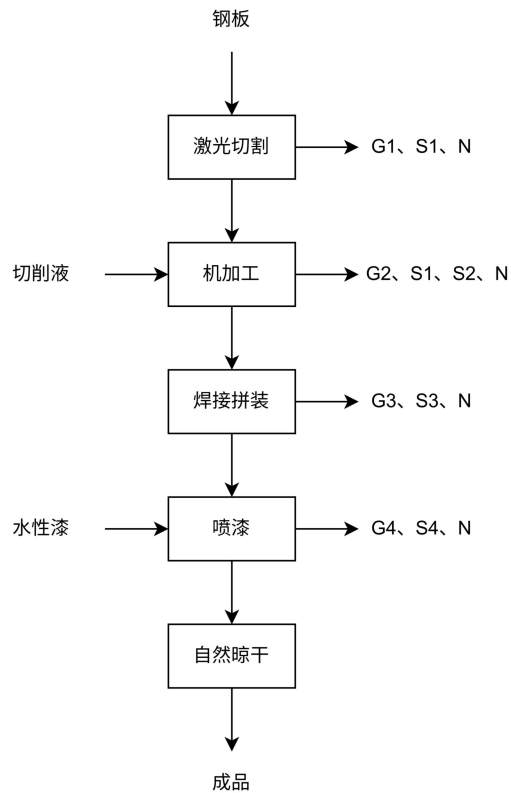 钢板
激光切割
G1、S1、N
切削液
机加工
G2、S1、S2、N
焊接拼装
G3、S3、N
水性漆
喷漆
G4、S4、N
自然晾干
成品